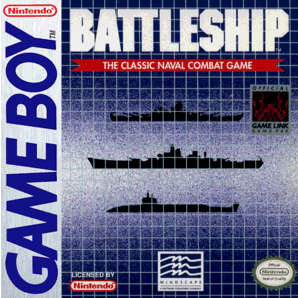 Nintendo
GAME BOY
TM
BATTLESHIP
THE CLASSIC NAVAL COMBAT GAME
OFFICIAL
GAME LINK
LICENSED BY
Nintendo
MINDSCAPE
Official
Nintendo
Seal of Quality